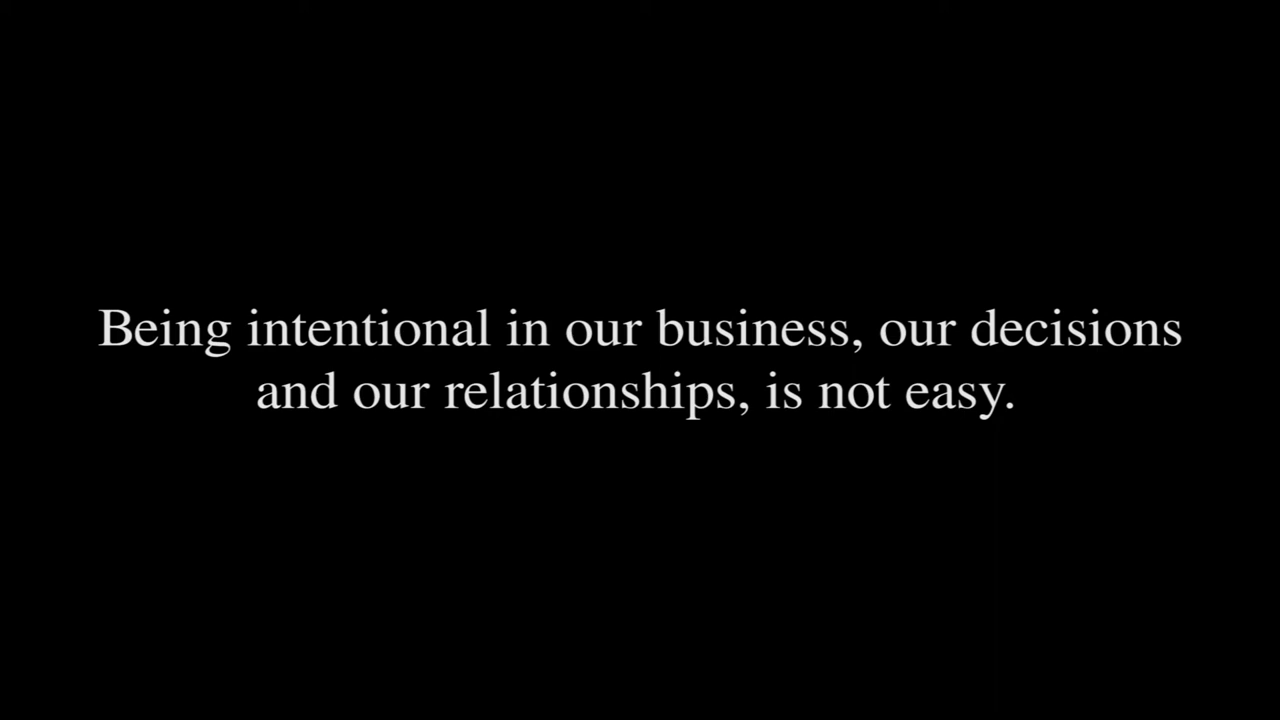 Being intentional in our business, our decisions
and our relationships, is not easy.